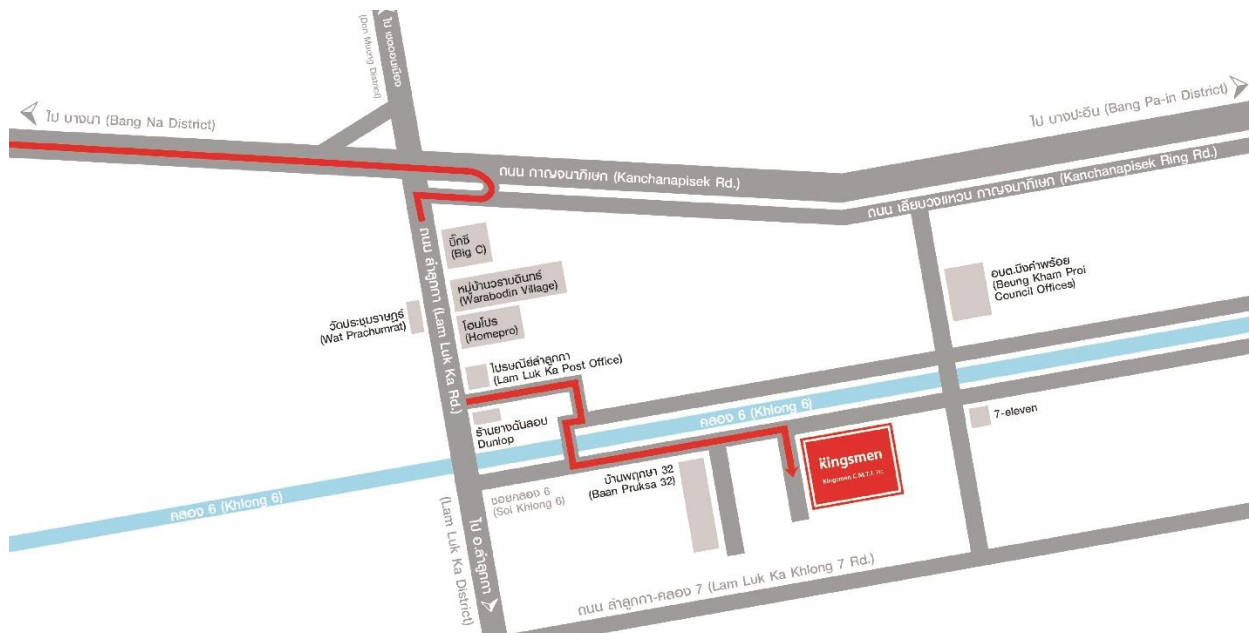 ไป เขตดอนเมือง
(Don Muong District)
ไป บางนา (Bang Na District)
ไป บางปะอิน (Bang Pa-in District)
ถนน กาญจนาภิเษก (Kanchanapisek Rd.)
ถนน เลียบวงแหวน กาญจนาภิเษก (Kanchanapisek Ring Rd.)
ถนน ลำลูกกา (Lam Luk Ka Rd.)
บิ๊กซี
(Big C)
หมู่บ้านวราบดินทร์
(Warabodin Village)
วัดประชุมราษฎร์
(Wat Prachumrat)
โฮมโปร
(Homepro)
อบต.บึงคำพร้อย
(Beung Kham Proi
Council Offices)
ไปรษณีย์ลำลูกกา
(Lam Luk Ka Post Office)
ร้านยางดันลอป
Dunlop
คลอง 6 (Khlong 6)
7-eleven
Kingsmen
Kingsmen C.M.T.I. Plc
บ้านพฤกษา 32
(Baan Pruksa 32)
ซอยคลอง 6
(Soi Khlong 6)
คลอง 6 (Khlong 6)
ไป อ.ลำลูกกา
(Lam Luk Ka District)
ถนน ลำลูกกา-คลอง 7 (Lam Luk Ka Khlong 7 Rd.)